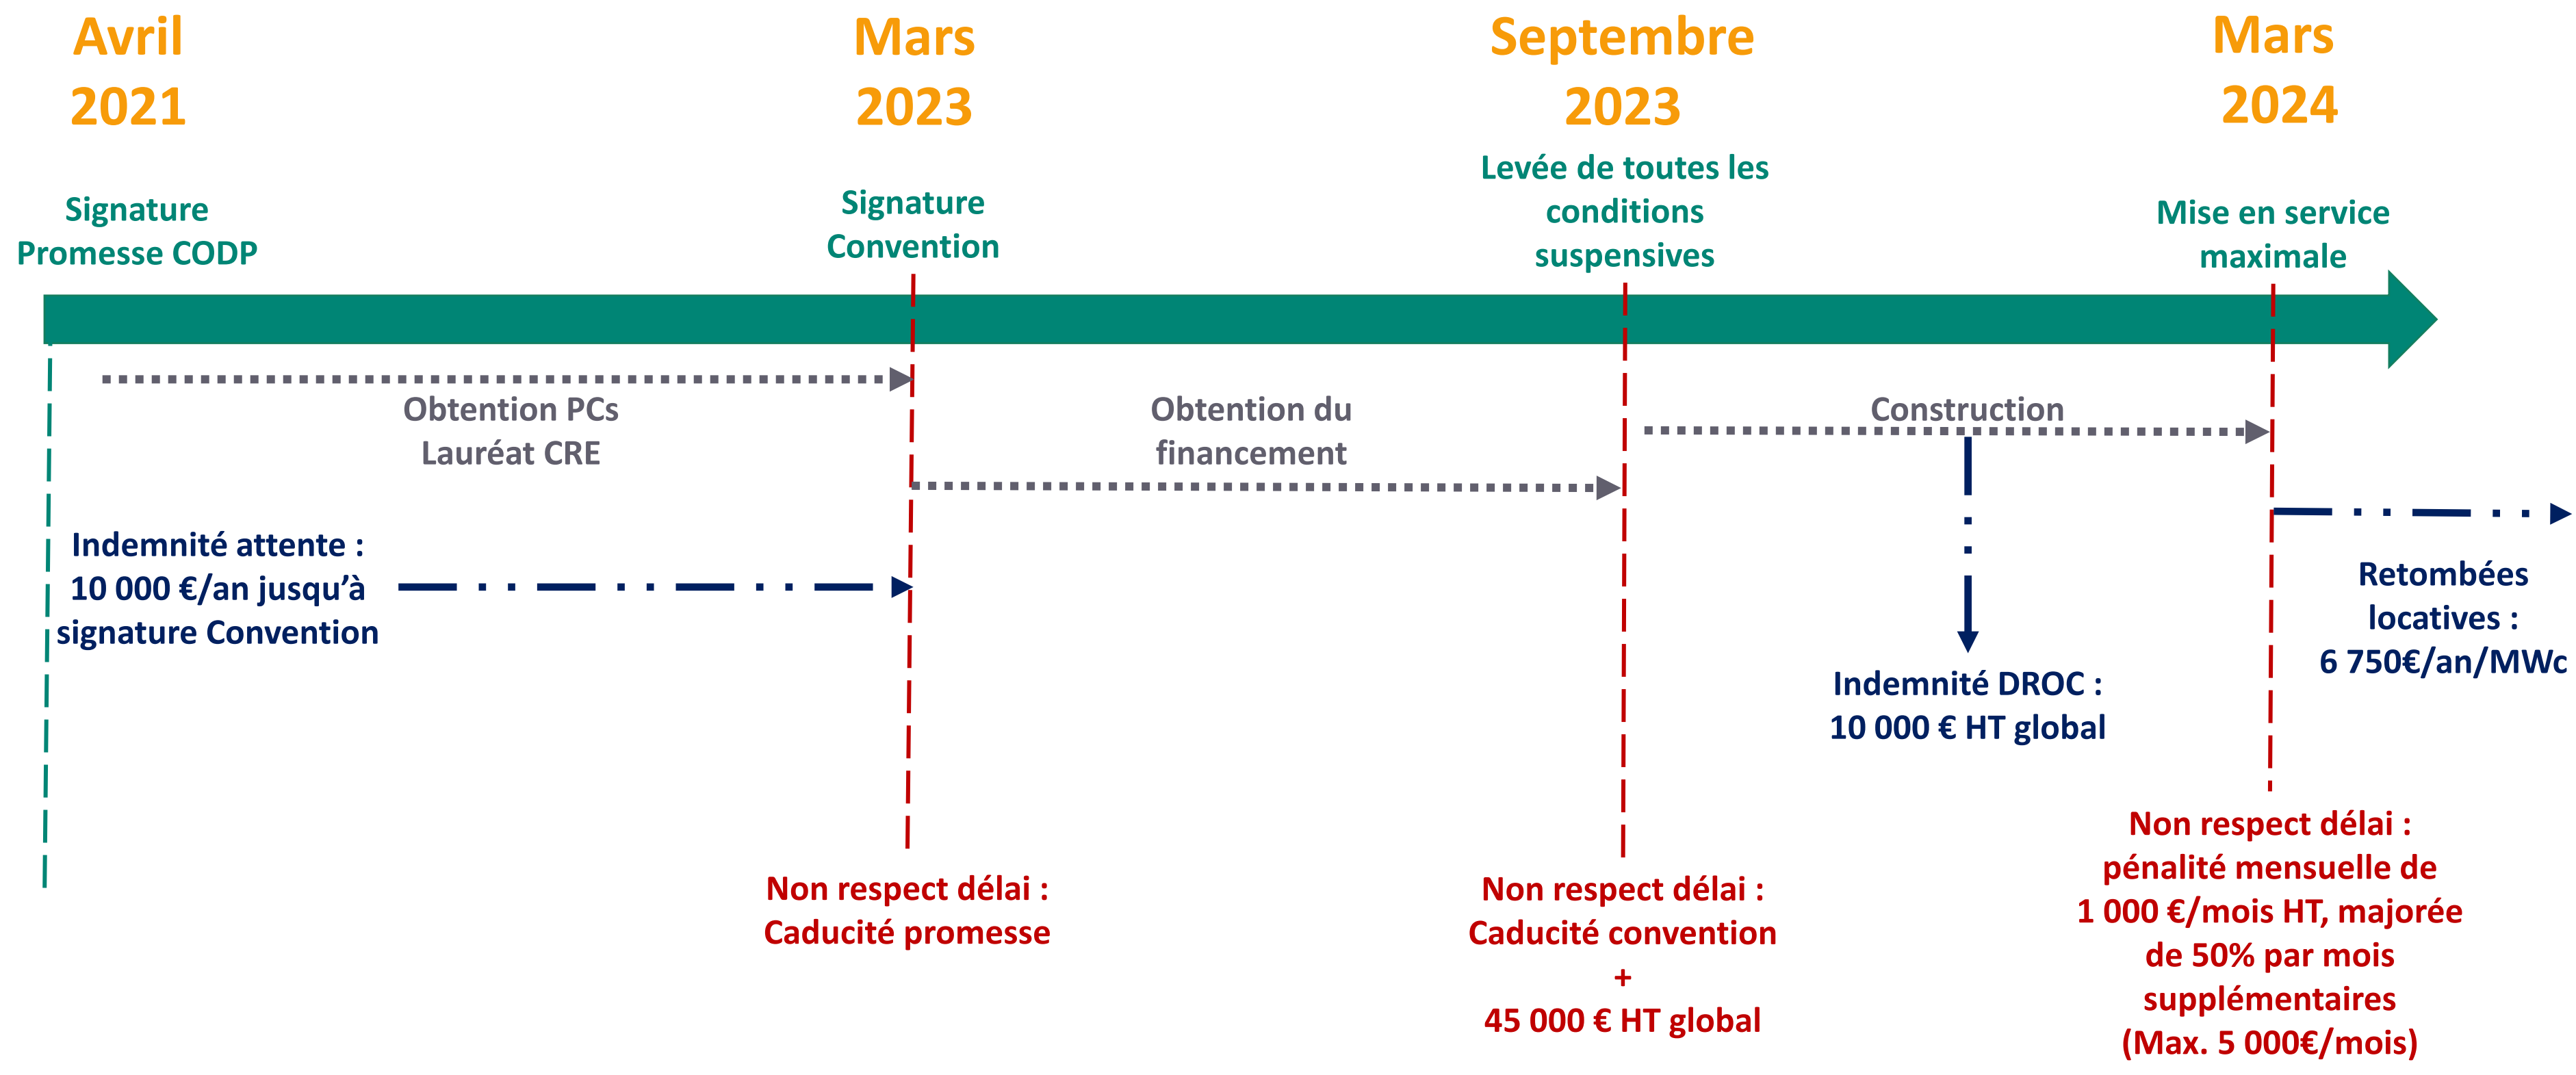 Avril
2021
Mars
2023
Septembre
2023
Mars
2024
Signature
Promesse CODP
Signature
Convention
Levée de toutes les
conditions
suspensives
Mise en service
maximale
Obtention PCs
Lauréat CRE
Obtention du
financement
Construction
Indemnité attente :
10 000 €/an jusqu’à
signature Convention
Indemnité DROC :
10 000 € HT global
Retombées
locatives :
6 750€/an/MWc
Non respect délai :
Caducité promesse
Non respect délai :
Caducité convention
+
45 000 € HT global
Non respect délai :
pénalité mensuelle de
1 000 €/mois HT, majorée
de 50% par mois
supplémentaires
(Max. 5 000€/mois)